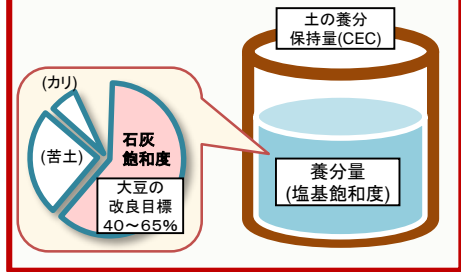 土の養分
保持量(CEC)
(カリ)
(苦土)
石灰
飽和度
大豆の
改良目標
40～65%
養分量
(塩基飽和度)